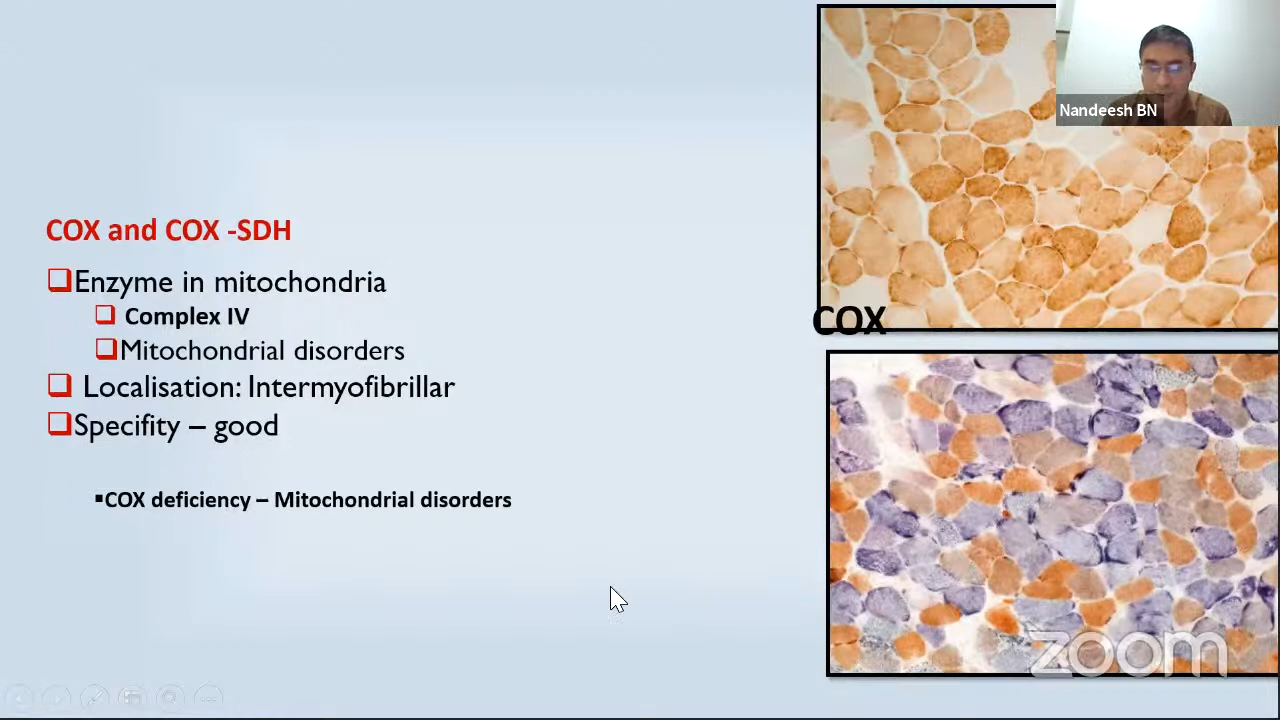 COX and COX -SDH
Enzyme in mitochondria
Complex IV
Mitochondrial disorders
Localisation: Intermyofibrillar
Specifity – good
COX deficiency – Mitochondrial disorders
Nandeesh BN
COX
zoom